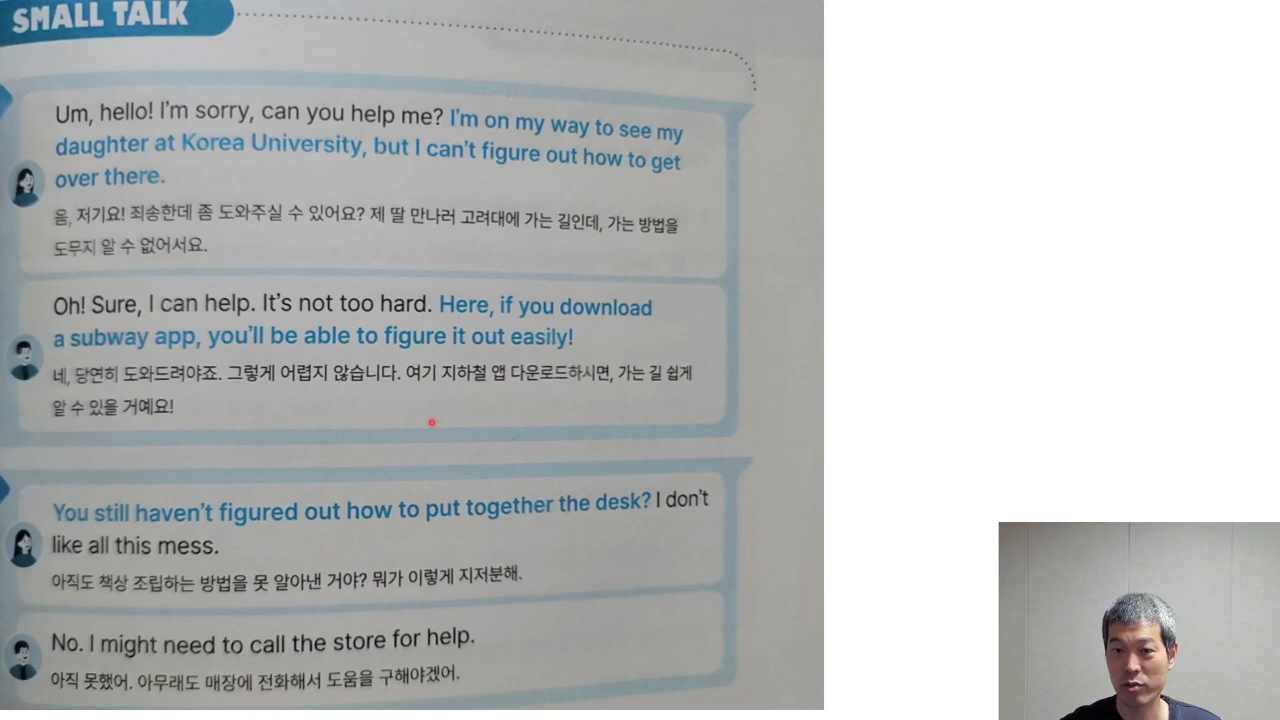 SMALL TALK
Um, hello! I'm sorry, can you help me? I'm on my way to see my
daughter at Korea University, but I can't figure out how to get
over there.
음, 저기요! 죄송한데 좀 도와주실 수 있어요? 제 딸 만나러 고려대에 가는 길인데, 가는 방법을
도무지 알 수 없어서요.
Oh! Sure, I can help. It's not too hard. Here, if you download
a subway app, you'll be able to figure it out easily!
네, 당연히 도와드려야죠. 그렇게 어렵지 않습니다. 여기 지하철 앱 다운로드하시면, 가는 길 쉽게
알 수 있을 거예요!
You still haven't figured out how to put together the desk? I don't
like all this mess.
아직도 책상 조립하는 방법을 못 알아낸 거야? 뭐가 이렇게 지저분해.
No. I might need to call the store for help.
아직 못했어. 아무래도 매장에 전화해서 도움을 구해야겠어.